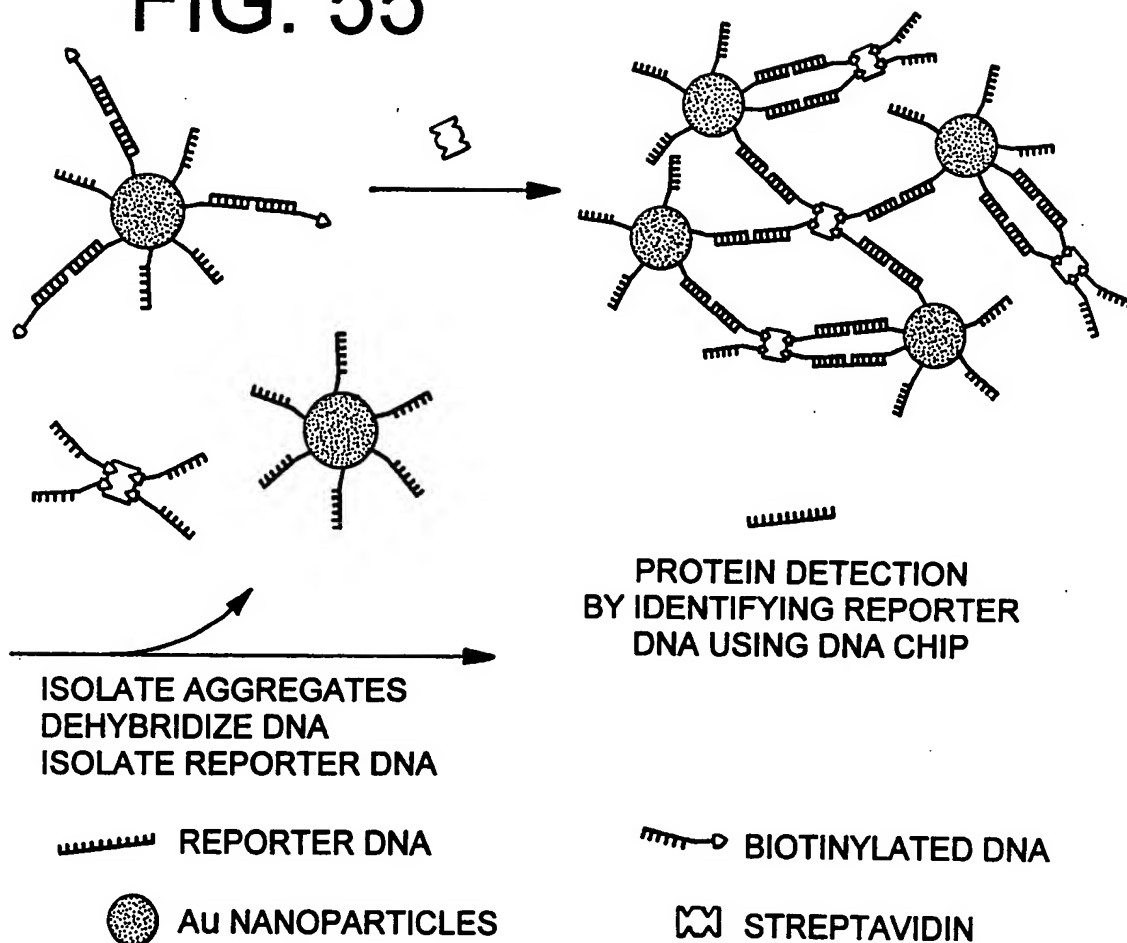 FIG. 55
PROTEIN DETECTION
BY IDENTIFYING REPORTER
DNA USING DNA CHIP
ISOLATE AGGREGATES
DEHYBRIDIZE DNA
ISOLATE REPORTER DNA
REPORTER DNA
BIOTINYLATED DNA
Au NANOPARTICLES
STREPTAVIDIN